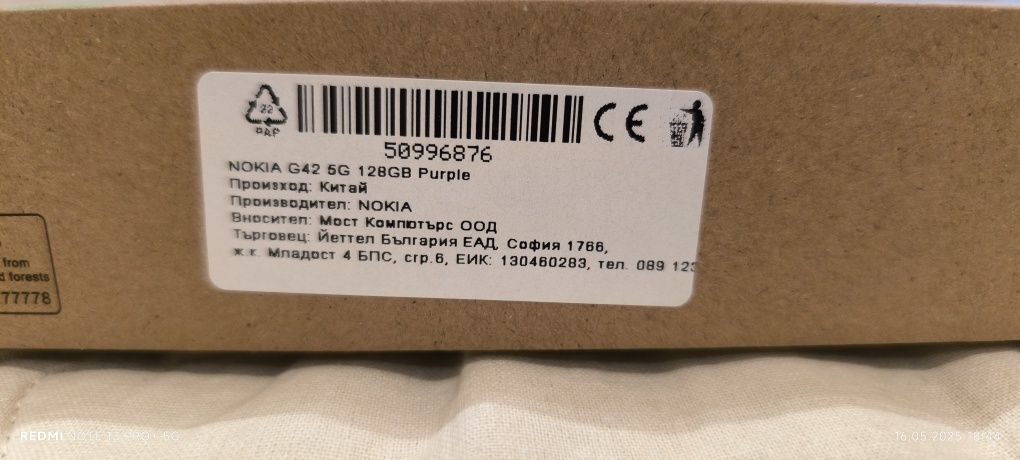 22
PAP
CE
50996876
NOKIA G42 5G 128GB Purple
Произход: Китай
Производител: NOKIA
Вносител: Мост Компютърс ООД
Търговец: Йеттел България ЕАД, София 1766,
ж.к. Младост 4 БПС, стр.6, ЕИК: 130460283, тел. 089 123
from
d forests
77778
REDMI NOTE 13 PRO+ 5G
16.05.2025 18:44